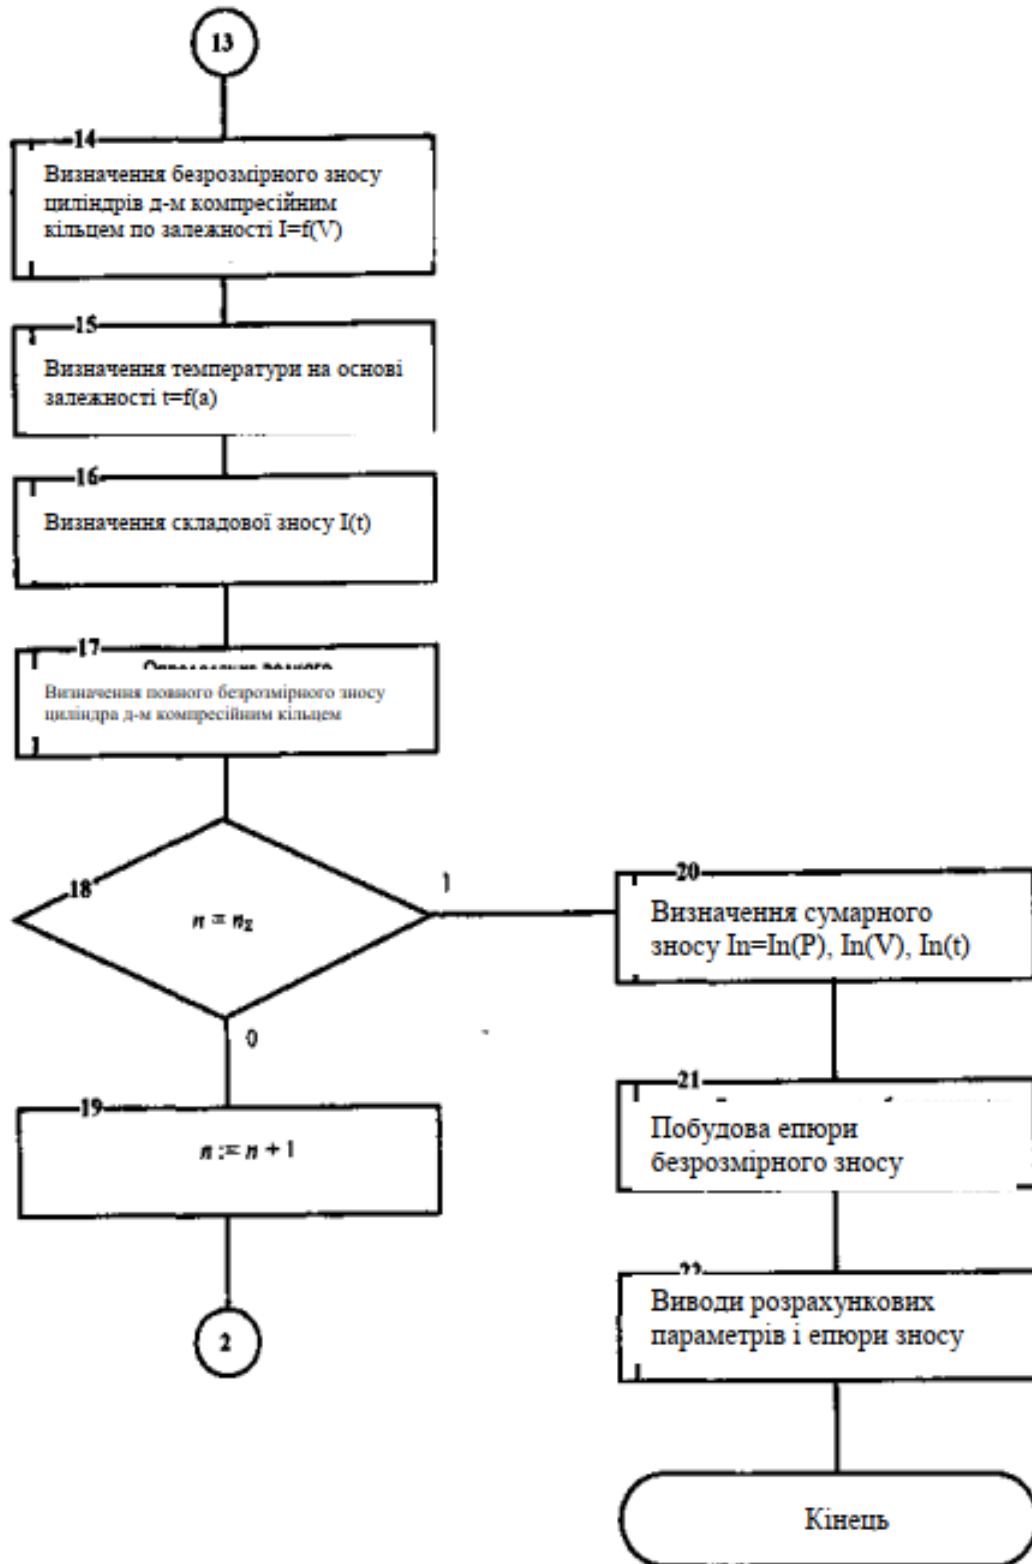 13
14
Визначення безрозмірного зносу
циліндрів д-м компресійним
кільцем по залежності I=f(V)
15
Визначення температури на основі
залежності t=f(a)
16
Визначення складової зносу I(t)
17
Визначення повного безрозмірного зносу
циліндра д-м компресійним кільцем
18
n = nΣ
1
0
19
n := n + 1
2
20
Визначення сумарного
зносу In=In(P), In(V), In(t)
21
Побудова епюри
безрозмірного зносу
22
Виводи розрахункових
параметрів і епюри зносу
Кінець